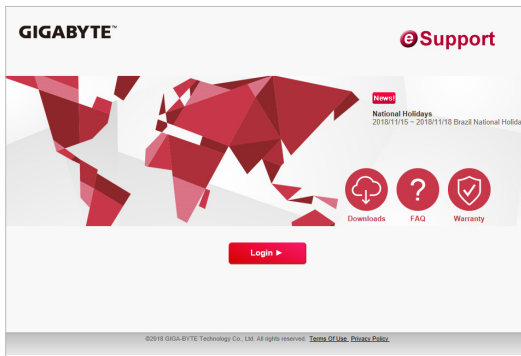 GIGABYTE™
eSupport
News!
National Holidays
2018/11/15 ~ 2018/11/18 Brazil National Holida
Downloads FAQ Warranty
Login
©2018 GIGA-BYTE Technology Co., Ltd. All rights reserved. Terms Of Use Privacy Policy